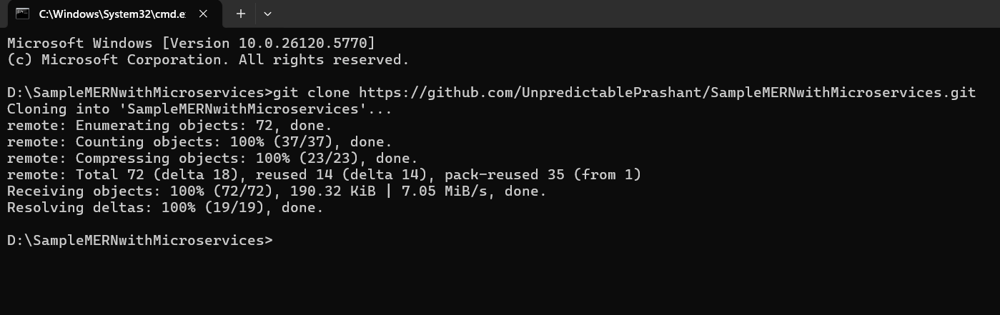 C:\Windows\System32\cmd.e
Microsoft Windows [Version 10.0.26120.5770]
(c) Microsoft Corporation. All rights reserved.
D:\SampleMERNwithMicroservices>git clone https://github.com/UnpredictablePrashant/SampleMERNwithMicroservices.git
Cloning into 'SampleMERNwithMicroservices'...
remote: Enumerating objects: 72, done.
remote: Counting objects: 100% (37/37), done.
remote: Compressing objects: 100% (23/23), done.
remote: Total 72 (delta 18), reused 14 (delta 14), pack-reused 35 (from 1)
Receiving objects: 100% (72/72), 190.32 KiB | 7.05 MiB/s, done.
Resolving deltas: 100% (19/19), done.
D:\SampleMERNwithMicroservices>